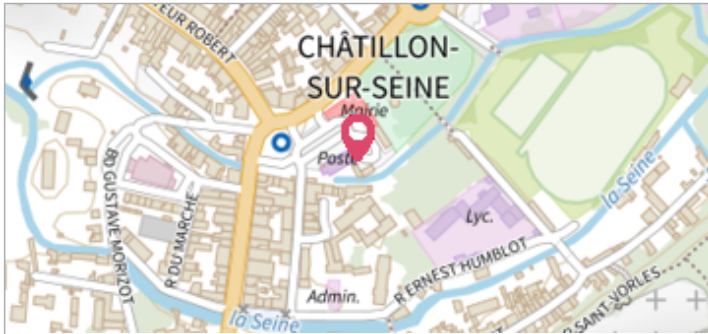 EUR ROBERT
CHÂTILLON-
SUR-SEINE
Mairie
Poste
BD GUSTAVE MORIZOT
R DU MARCHE
Lyc.
la Seine
R ERNEST HUMBLOT
Admin.
la Seine
SAINT-VORLES